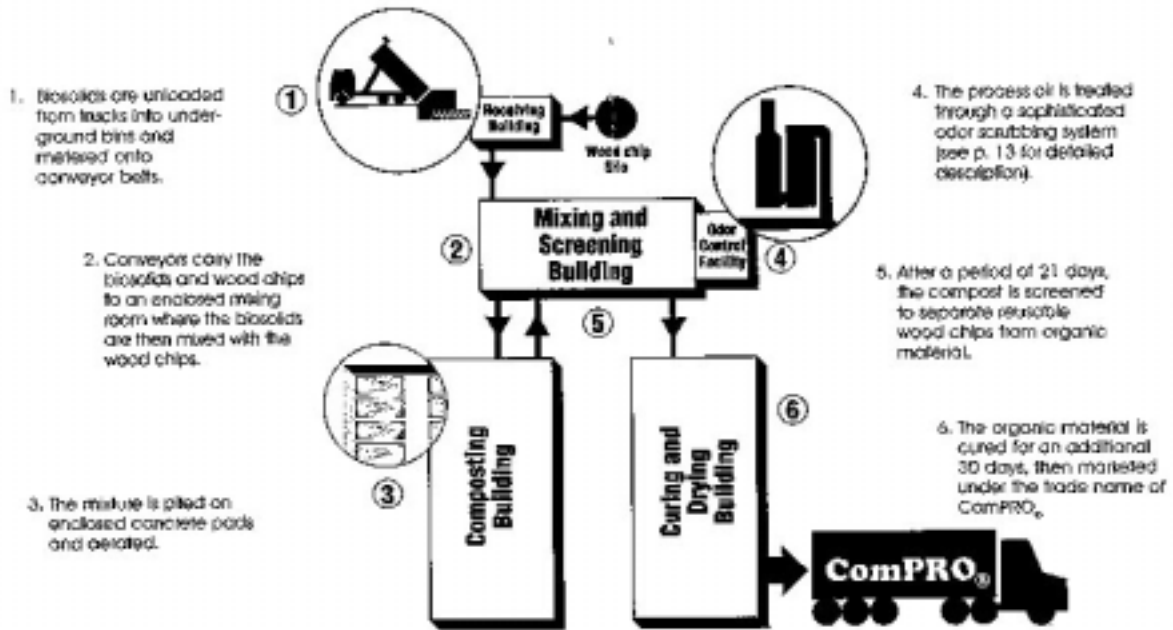 1. Biosolids are unloaded
from trucks into under-
ground bins and
metered onto
conveyor belts.
1
Receiving
Building
Wood chip
Silo
4. The process air is treated
through a sophisticated
odor scrubbing system
(see p. 13 for detailed
description).
2. Conveyors carry the
biosolids and wood chips
to an enclosed mixing
room where the biosolids
are then mixed with the
wood chips.
2
Mixing and
Screening
Building
Odor
Control
Facility
4
5
5. After a period of 21 days,
the compost is screened
to separate reusable
wood chips from organic
material.
3. The mixture is piled on
enclosed concrete pads
and aerated.
3
Composting
Building
Curing and
Drying
Building
6
6. The organic material is
cured for an additional
30 days, then marketed
under the trade name of
ComPRO®
ComPRO®